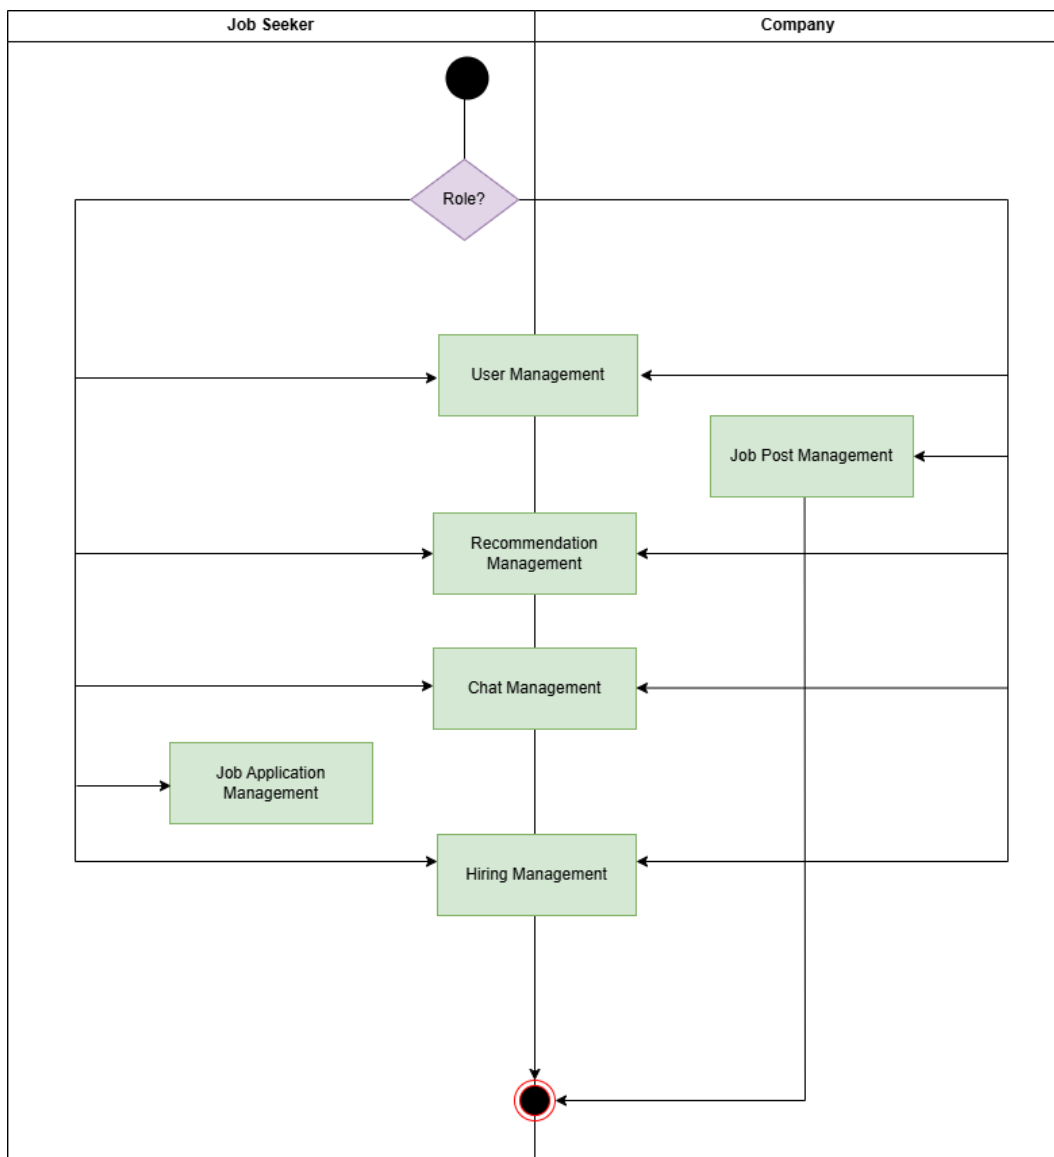 Job Seeker
Company
Role?
User Management
Job Post Management
Recommendation
Management
Chat Management
Job Application
Management
Hiring Management